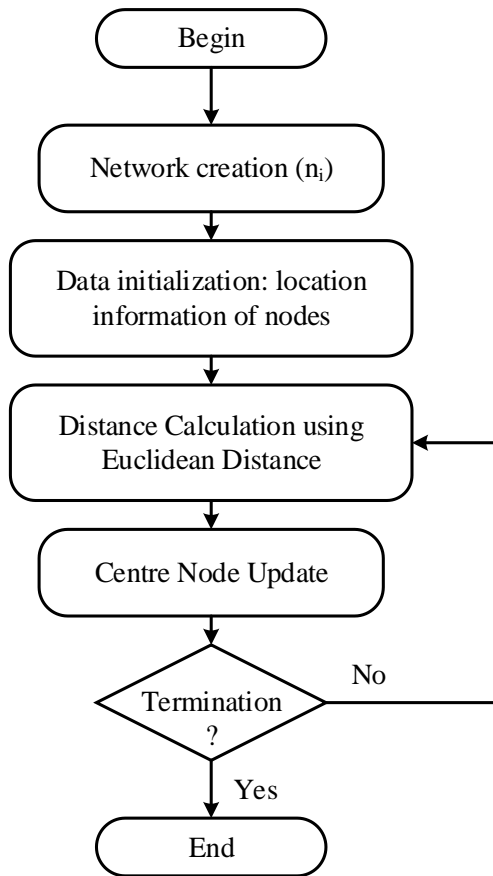 Begin
Network creation (nᵢ)
Data initialization: location
information of nodes
Distance Calculation using
Euclidean Distance
Centre Node Update
Termination
?
No
Yes
End